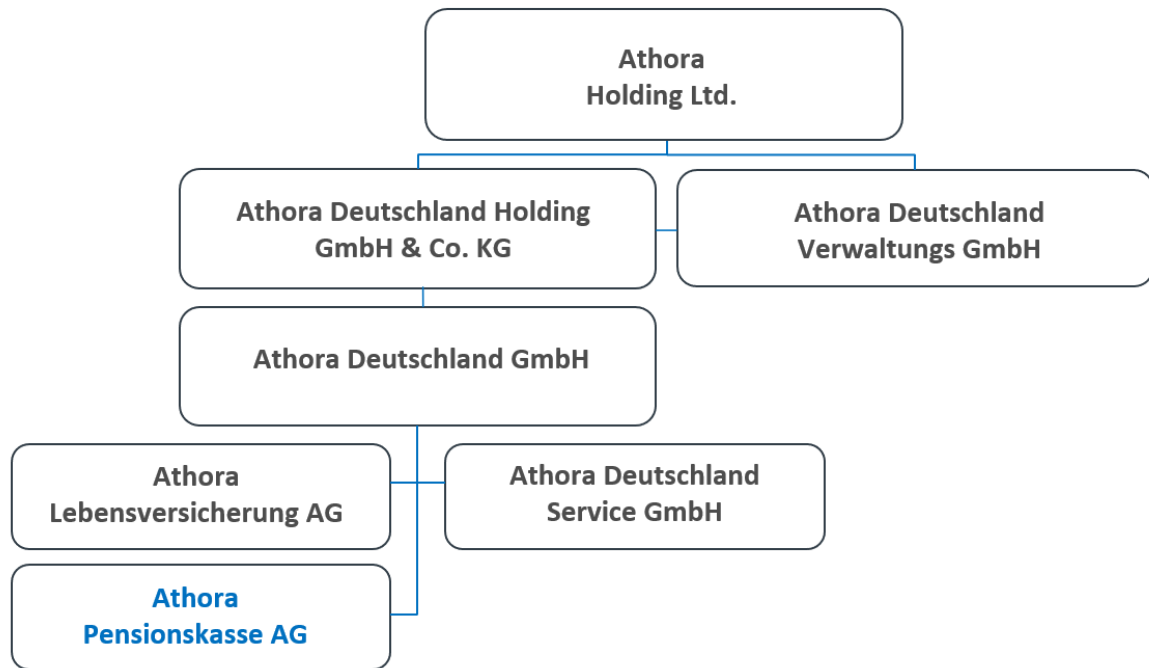 Athora
Holding Ltd.
Athora Deutschland Holding
GmbH & Co. KG
Athora Deutschland
Verwaltungs GmbH
Athora Deutschland GmbH
Athora
Lebensversicherung AG
Athora Deutschland
Service GmbH
Athora
Pensionskasse AG